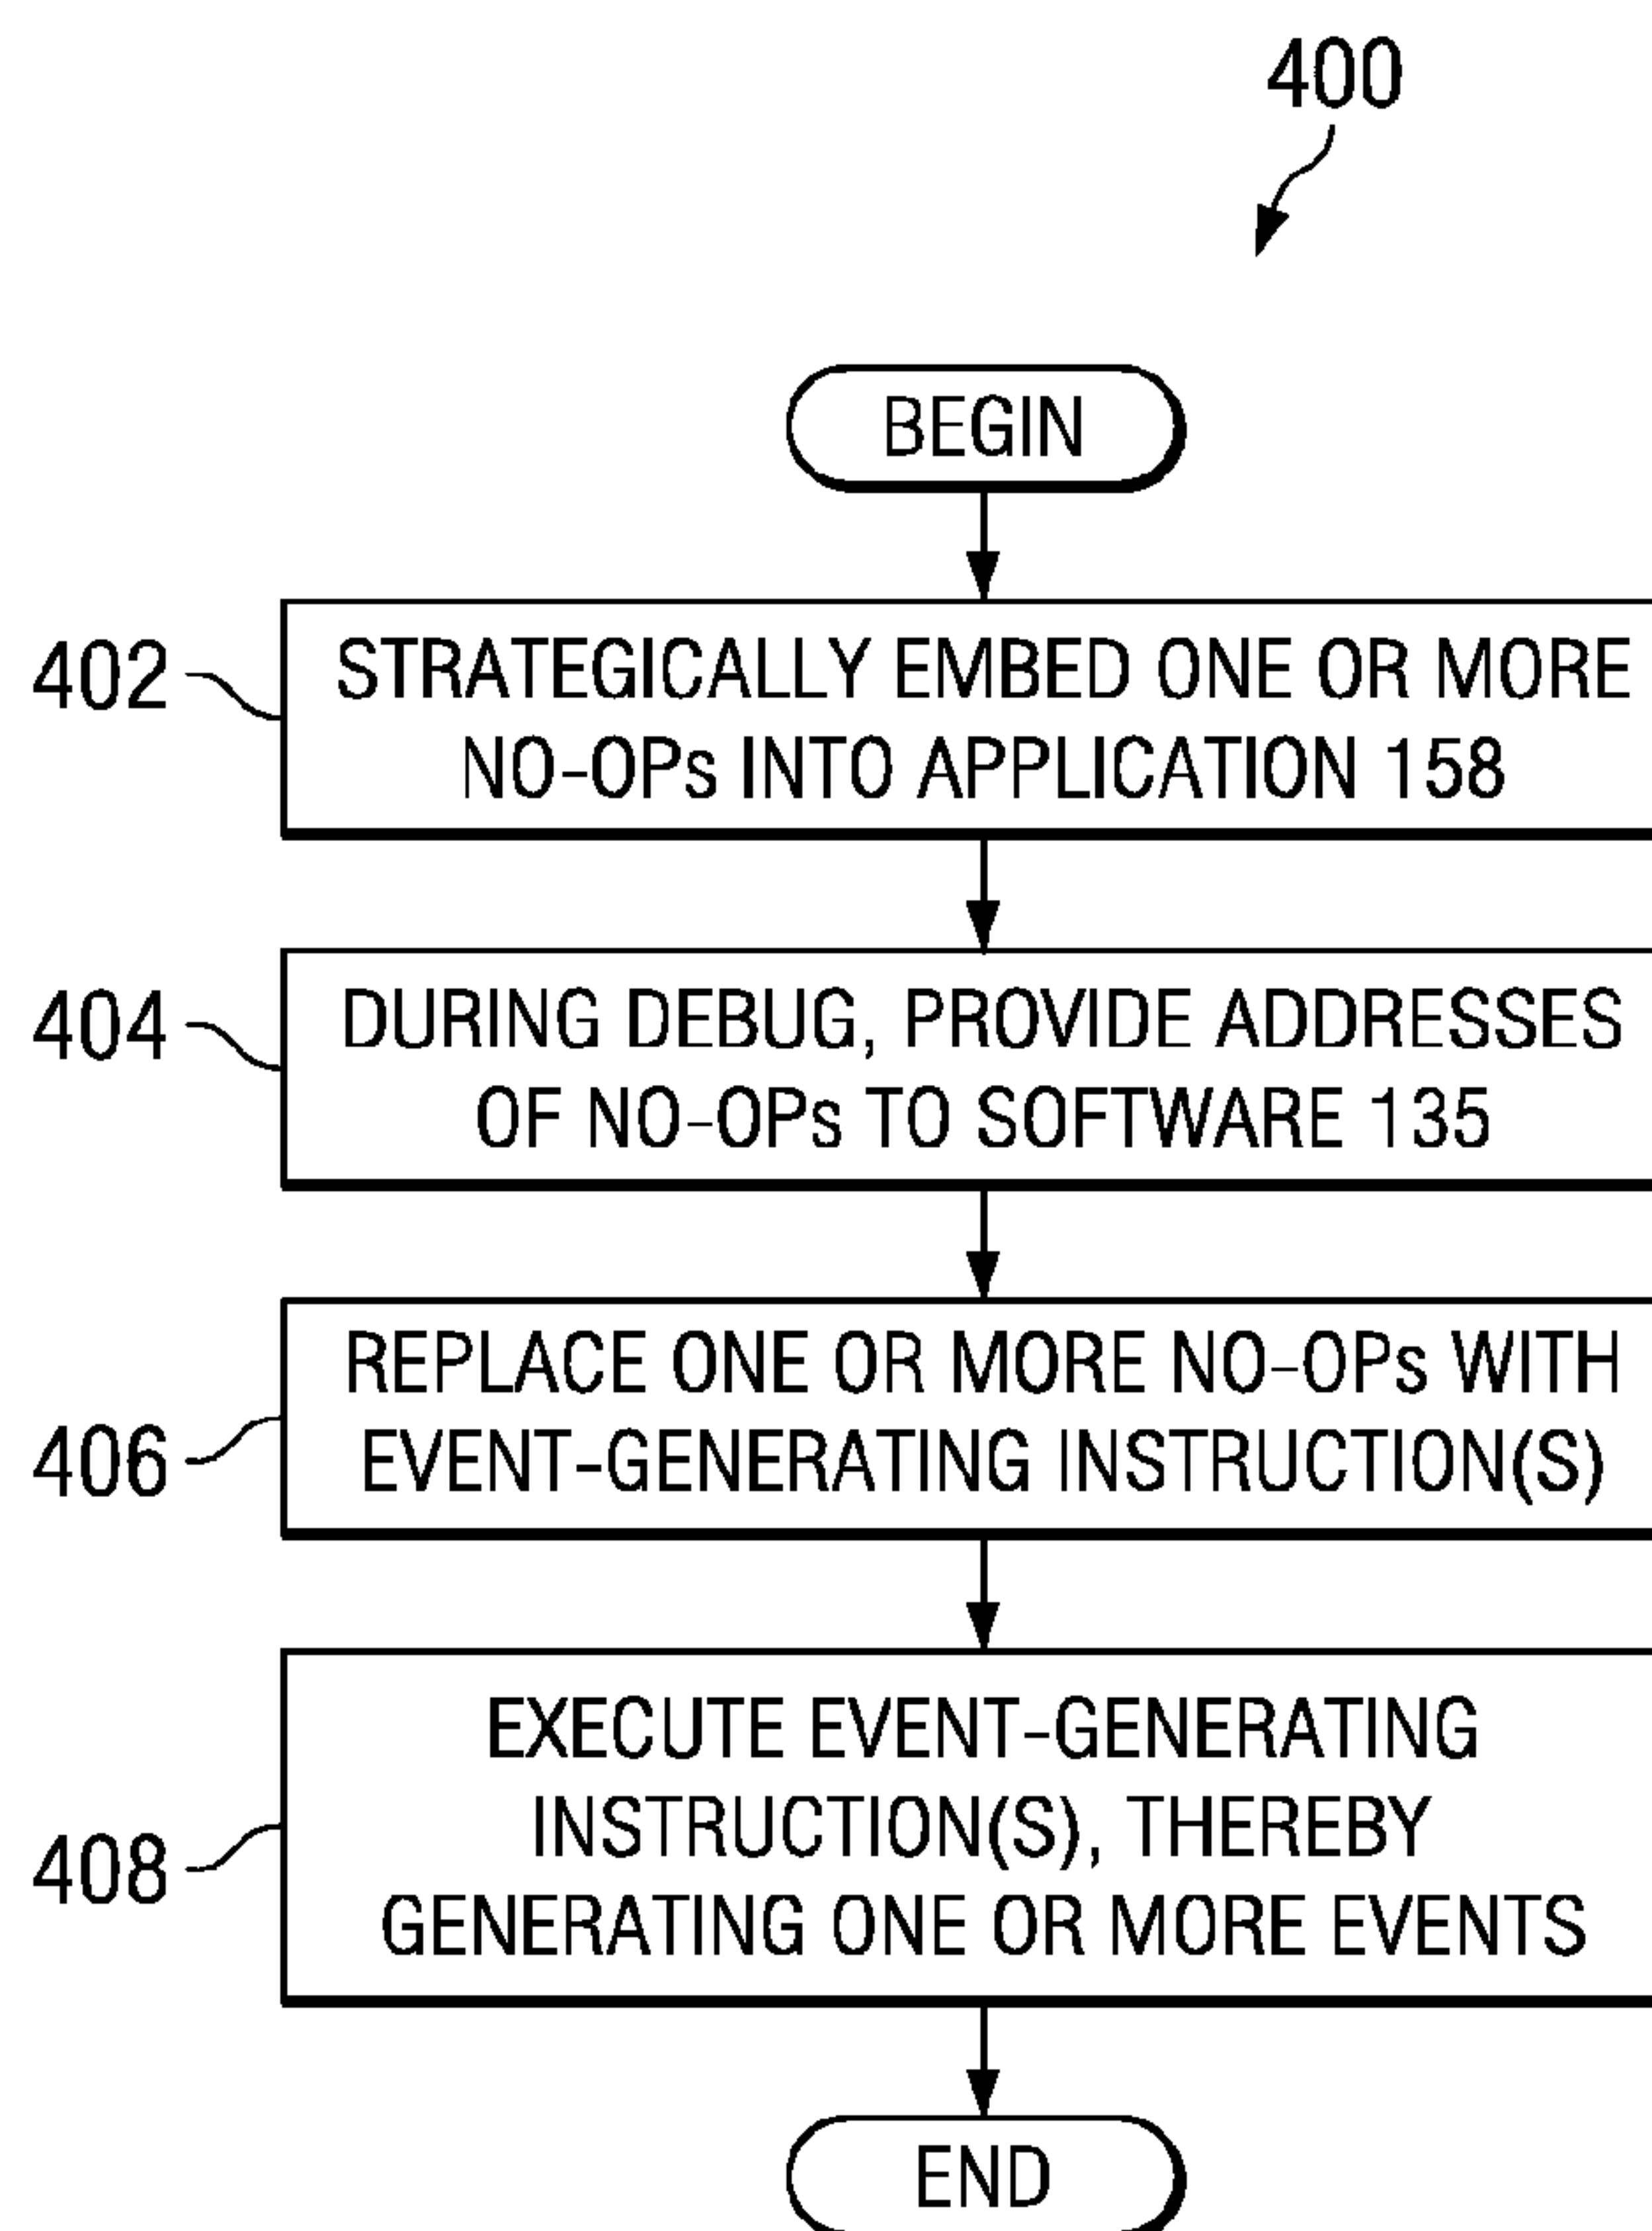 400
BEGIN
402
STRATEGICALLY EMBED ONE OR MORE
NO-OPs INTO APPLICATION 158
404
DURING DEBUG, PROVIDE ADDRESSES
OF NO-OPs TO SOFTWARE 135
406
REPLACE ONE OR MORE NO-OPs WITH
EVENT-GENERATING INSTRUCTION(S)
408
EXECUTE EVENT-GENERATING
INSTRUCTION(S), THEREBY
GENERATING ONE OR MORE EVENTS
END